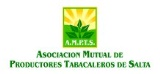 A.M.P.T.S.
ASOCIACION MUTUAL DE
PRODUCTORES TABACALEROS DE SALTA